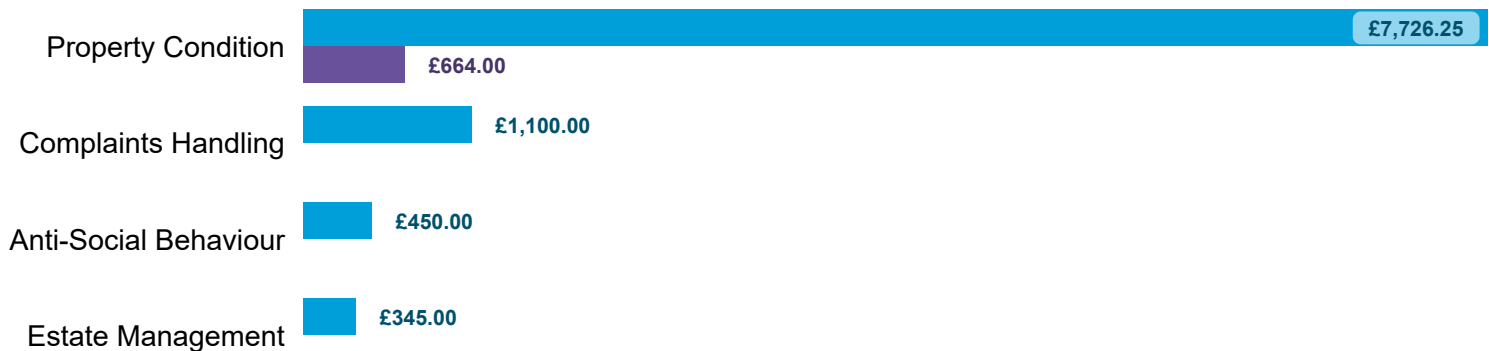 Property Condition
£7,726.25
£664.00
Complaints Handling
£1,100.00
Anti-Social Behaviour
£450.00
Estate Management
£345.00